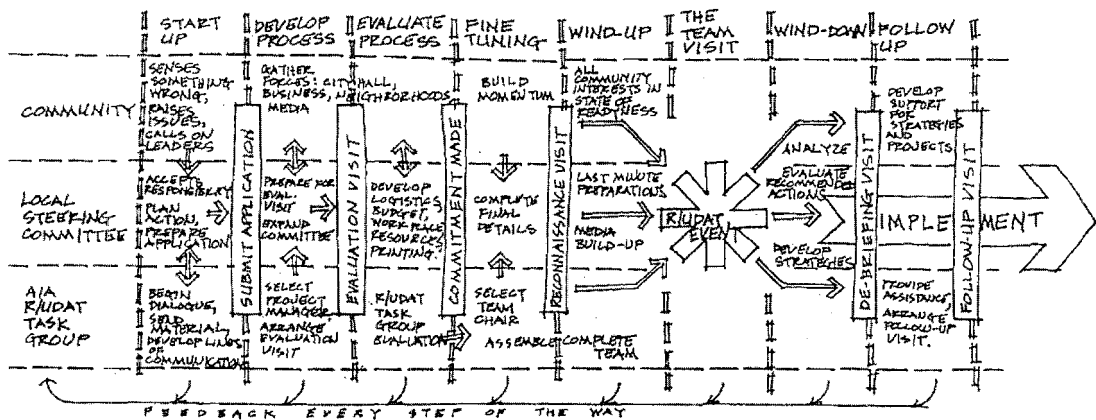 START UP
DEVELOP PROCESS
EVALUATE PROCESS
FINE TUNING
WIND-UP
THE TEAM VISIT
WIND-DOWN
FOLLOW UP
COMMUNITY
SENSES
SOMETHING
WRONG,
RAISES
ISSUES,
CALLS ON
LEADERS
GATHER
FORCES: CITY HALL,
BUSINESS, NEIGHBORHOODS,
MEDIA
BUILD
MOMENTUM
ALL
COMMUNITY
INTERESTS IN
STATE OF
READINESS
ANALYZE
DEVELOP
SUPPORT
FOR
STRATEGIES
AND
PROJECTS
LOCAL
STEERING
COMMITTEE
ACCEPTS
RESPONSIBILITY
PLAN
ACTION,
PREPARE
APPLICATION
SUBMIT APPLICATION
PREPARE FOR
EVAL.
VISIT
EXPAND
COMMITTEE
EVALUATION VISIT
DEVELOP
LOGISTICS,
BUDGET,
WORK PLACE,
RESOURCES,
PRINTING.
COMMITMENT MADE
COMPLETE
FINAL
DETAILS
RECONNAISSANCE VISIT
LAST MINUTE
PREPARATIONS
MEDIA
BUILD-UP
R/UDAT
EVENT
EVALUATE
RECOMMENDED
ACTIONS
DEVELOP
STRATEGIES
DE-BRIEFING VISIT
IMPLEMENT
FOLLOW-UP VISIT
AIA
R/UDAT
TASK
GROUP
BEGIN
DIALOGUE,
SEND
MATERIAL,
DEVELOP LINES
OF
COMMUNICATION
SELECT
PROJECT
MANAGER,
ARRANGE
EVALUATION
VISIT
R/UDAT
TASK
GROUP
EVALUATION
SELECT
TEAM
CHAIR
ASSEMBLE COMPLETE
TEAM
PROVIDE
ASSISTANCE,
ARRANGE
FOLLOW-UP
VISIT.
FEEDBACK EVERY STEP OF THE WAY